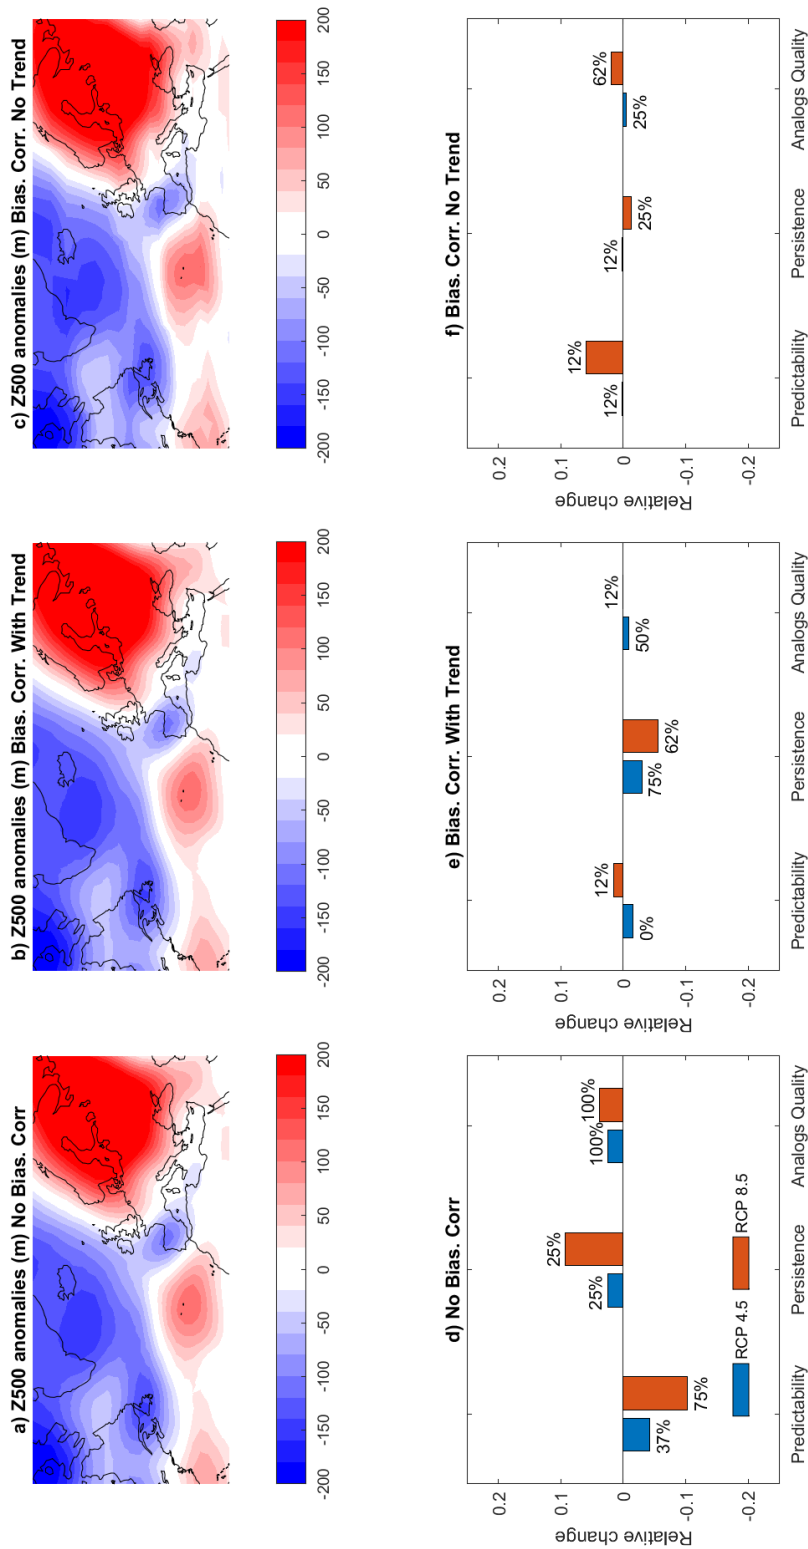 a) Z500 anomalies (m) No Bias. Corr
-200 -150 -100 -50 0 50 100 150 200
b) Z500 anomalies (m) Bias. Corr. With Trend
-200 -150 -100 -50 0 50 100 150 200
c) Z500 anomalies (m) Bias. Corr. No Trend
-200 -150 -100 -50 0 50 100 150 200
d) No Bias. Corr
Relative change
0.2
0.1
0
-0.1
-0.2
37%
75%
25%
25%
100%
100%
RCP 4.5
RCP 8.5
Predictability Persistence Analogs Quality
e) Bias. Corr. With Trend
Relative change
0.2
0.1
0
-0.1
-0.2
0%
12%
75%
62%
50%
12%
Predictability Persistence Analogs Quality
f) Bias. Corr. No Trend
Relative change
0.2
0.1
0
-0.1
-0.2
12%
12%
12%
25%
25%
62%
Predictability Persistence Analogs Quality